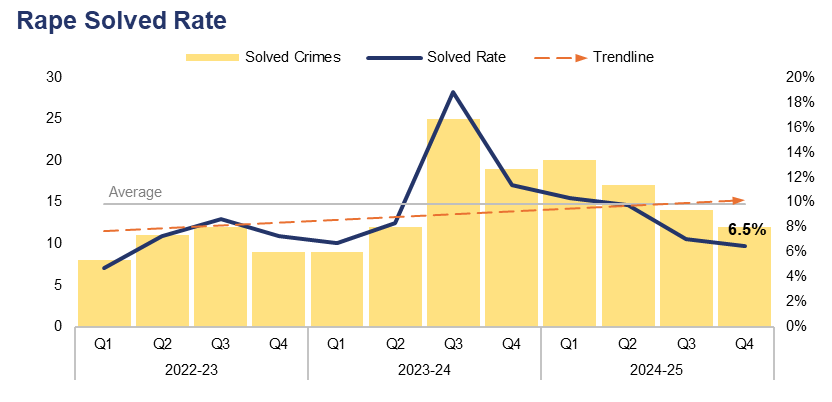 Rape Solved Rate
Solved Crimes Solved Rate Trendline
30 20%
18%
25
16%
20 14%
12%
Average
15 10%
8%
6.5%
10
6%
5 4%
2%
0 0%
Q1 Q2 Q3 Q4 Q1 Q2 Q3 Q4 Q1 Q2 Q3 Q4
2022-23 2023-24 2024-25